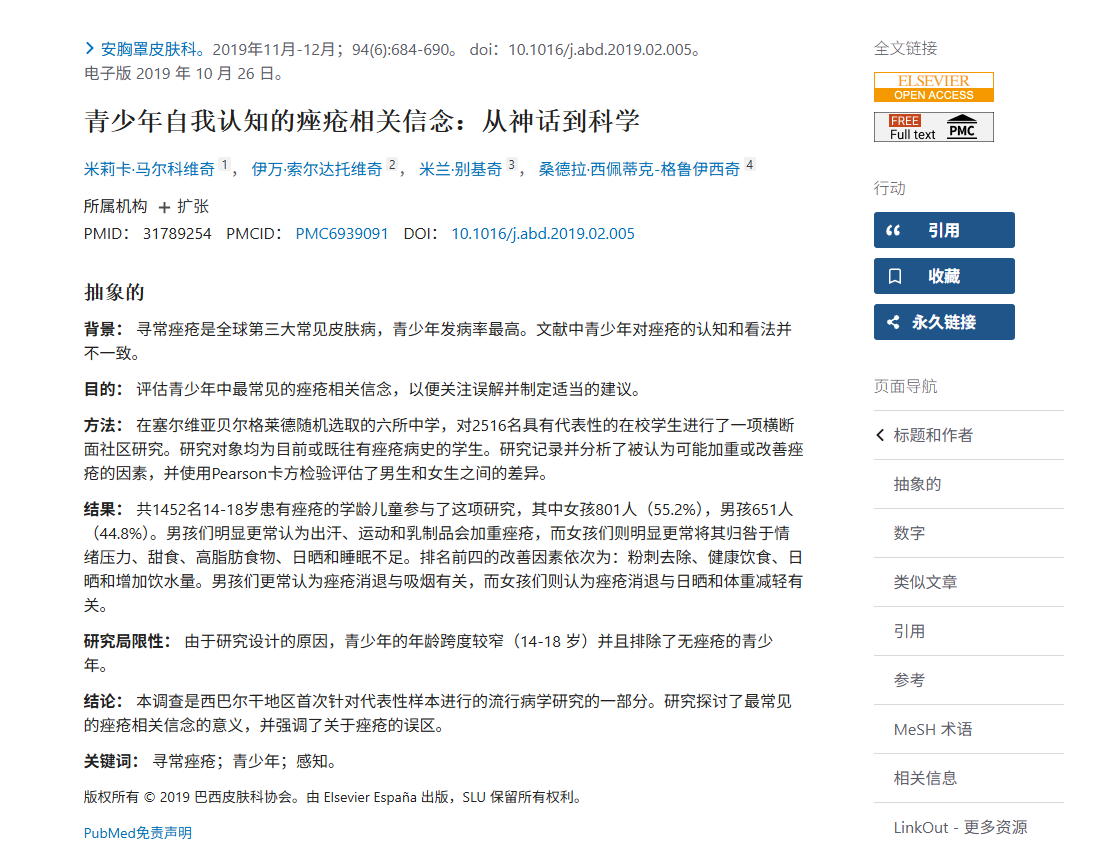 安胸罩皮肤科。2019年11月-12月；94(6):684-690。 doi：10.1016/j.abd.2019.02.005。
电子版 2019 年 10 月 26 日。
青少年自我认知的痤疮相关信念：从神话到科学
米莉卡·马尔科维奇 1 ， 伊万·索尔达托维奇 2 ， 米兰·别基奇 3 ， 桑德拉·西佩蒂克-格鲁伊西奇 4
所属机构 + 扩张
PMID： 31789254 PMCID： PMC6939091 DOI： 10.1016/j.abd.2019.02.005
抽象的
背景： 寻常痤疮是全球第三大常见皮肤病，青少年发病率最高。文献中青少年对痤疮的认知和看法并
不一致。
目的： 评估青少年中最常见的痤疮相关信念，以便关注误解并制定适当的建议。
方法： 在塞尔维亚贝尔格莱德随机选取的六所中学，对2516名具有代表性的在校学生进行了一项横断
面社区研究。研究对象均为目前或既往有痤疮病史的学生。研究记录并分析了被认为可能加重或改善痤
疮的因素，并使用Pearson卡方检验评估了男生和女生之间的差异。
结果： 共1452名14-18岁患有痤疮的学龄儿童参与了这项研究，其中女孩801人（55.2%），男孩651人
（44.8%）。男孩们明显更常认为出汗、运动和乳制品会加重痤疮，而女孩们则明显更常将其归咎于情
绪压力、甜食、高脂肪食物、日晒和睡眠不足。排名前四的改善因素依次为：粉刺去除、健康饮食、日
晒和增加饮水量。男孩们更常认为痤疮消退与吸烟有关，而女孩们则认为痤疮消退与日晒和体重减轻有
关。
研究局限性： 由于研究设计的原因，青少年的年龄跨度较窄（14-18 岁）并且排除了无痤疮的青少
年。
结论： 本调查是西巴尔干地区首次针对代表性样本进行的流行病学研究的一部分。研究探讨了最常见
的痤疮相关信念的意义，并强调了关于痤疮的误区。
关键词： 寻常痤疮；青少年；感知。
版权所有 © 2019 巴西皮肤科协会。由 Elsevier España 出版，SLU 保留所有权利。
PubMed免责声明
全文链接
ELSEVIER
OPEN ACCESS
FREE
Full text PMC
行动
引用
收藏
永久链接
页面导航
标题和作者
抽象的
数字
类似文章
引用
参考
MeSH 术语
相关信息
LinkOut - 更多资源